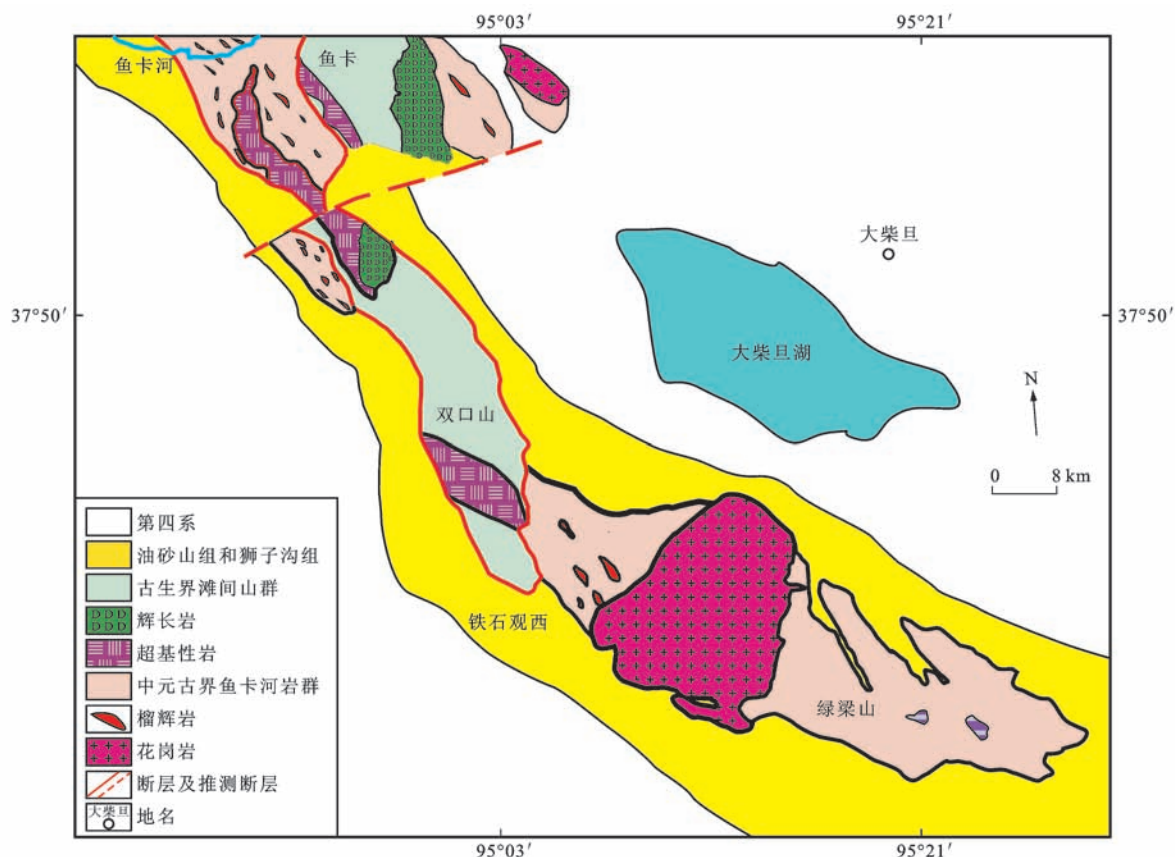 95°03′
95°21′
鱼卡河
鱼卡
大柴旦
37°50′
37°50′
大柴旦湖
双口山
N
0
8 km
铁石观西
绿梁山
第四系
油砂山组和狮子沟组
古生界滩间山群
辉长岩
超基性岩
中元古界鱼卡河岩群
榴辉岩
花岗岩
断层及推测断层
大柴旦
地名
95°03′
95°21′